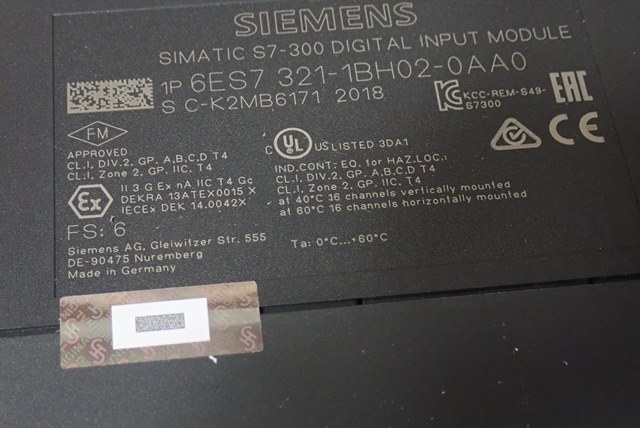 SIEMENS
SIMATIC S7-300 DIGITAL INPUT MODULE
1P 6ES7 321-1BH02-0AA0
S C-K2MB6171 2018
KCC-REM-S49-
S7300
EAC
FM
APPROVED
CL.I, DIV.2, GP. A,B,C,D T4
CL.I, Zone 2, GP. IIC, T4
Ex
II 3 G Ex nA IIC T4 Gc
DEKRA 13ATEX0015 X
IECEx DEK 14.0042X
FS: 6
Siemens AG, Gleiwitzer Str. 555
DE-90475 Nuremberg
Made in Germany
C UL US LISTED 3DA1
IND.CONT. EQ. for HAZ.LOC.:
CL.I, DIV.2, GP. A,B,C,D T4
CL.I, Zone 2, GP. IIC, T4
at 40°C 16 channels vertically mounted
at 60°C 16 channels horizontally mounted
Ta: 0°C...+60°C
CE